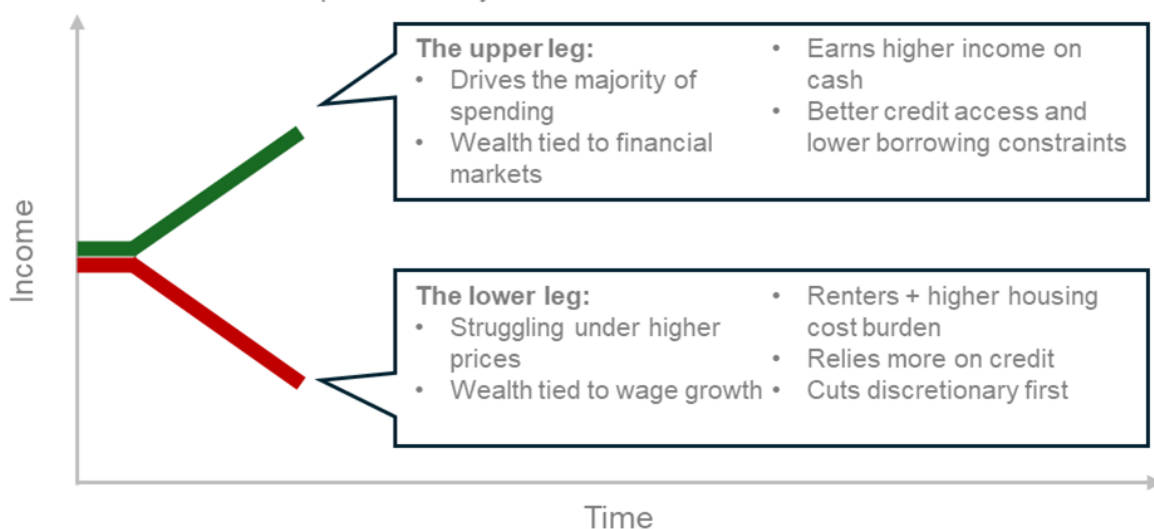 The upper leg:
• Drives the majority of
spending
• Wealth tied to financial
markets
• Earns higher income on
cash
• Better credit access and
lower borrowing constraints
Income
The lower leg:
• Struggling under higher
prices
• Wealth tied to wage growth
• Renters + higher housing
cost burden
• Relies more on credit
• Cuts discretionary first
Time